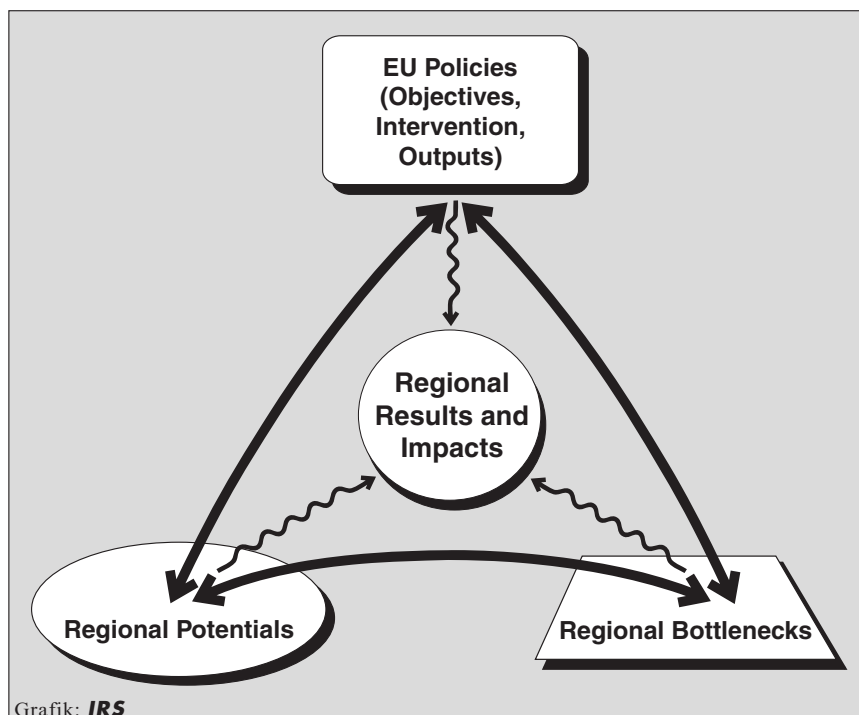 EU Policies
(Objectives,
Intervention,
Outputs)
Regional
Results and
Impacts
Regional Potentials
Regional Bottlenecks
Grafik: IRS